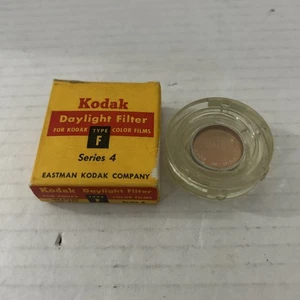 Kodak
Daylight Filter
FOR KODAK TYPE F COLOR FILMS
Series 4
EASTMAN KODAK COMPANY
Kodak Daylight Filter